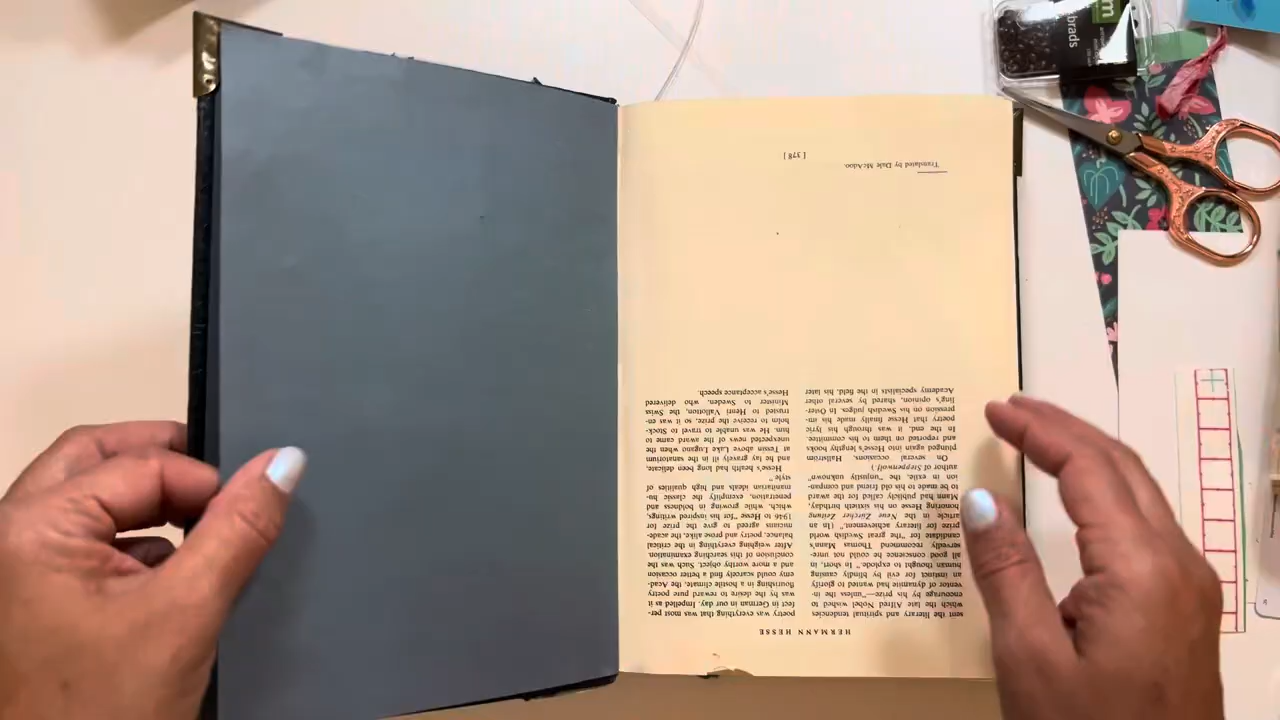 HERMANN HESSE
sent the literary and spiritual tendencies
which the late Alfred Nobel wished to
encourage by his prize—"unless the in-
ventor of dynamite had wanted to glorify
an instinct for evil by blindly causing
human thought to explode." In short, in
all good conscience he could not unre-
servedly recommend Thomas Mann's
candidate for "the great Swedish world
prize for literary achievement." (In an
article in the Neue Zürcher Zeitung
honoring Hesse on his sixtieth birthday,
Mann had publicly called for the award
to be made to his old friend and compan-
ion in exile, the "unjustly unknown"
author of Steppenwolf.)
On several occasions, Hallström
plunged again into Hesse's lengthy books
and reported on them to his committee.
In the end, it was through his lyric
poetry that Hesse finally made his im-
pression on his Swedish judges. In Öster-
ling's opinion, shared by several other
Academy specialists in the field, his later
poetry was everything that was most per-
fect in German in our day. Impelled as it
was by the desire to reward pure poetry
flourishing in a hostile climate, the Acad-
emy could scarcely find a better occasion
and a more worthy object. Such was the
conclusion of this searching examination.
After weighing everything in the critical
balance, poetry and prose alike, the acade-
micians agreed to give the prize for
1946 to Hesse "for his inspired writings,
which, while growing in boldness and
penetration, exemplify the classic hu-
manitarian ideals and high qualities of
style."
Hesse's health had long been delicate,
and he lay gravely ill in the sanatorium
at Tessin above Lake Lugano when the
unexpected news of the award came to
him. He was unable to travel to Stock-
holm to receive the prize, so it was en-
trusted to Henri Vallotton, the Swiss
Minister to Sweden, who delivered
Hesse's acceptance speech.
Translated by Dale McAdoo.
[ 378 ]
brads
m